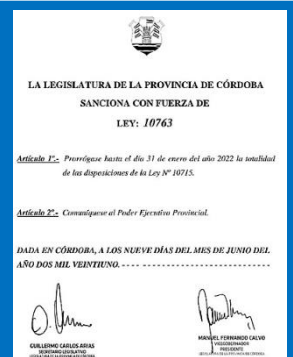 LA LEGISLATURA DE LA PROVINCIA DE CÓRDOBA
SANCIONA CON FUERZA DE
LEY: 10763
Artículo 1º.- Prorrógase hasta el día 31 de enero del año 2022 la totalidad
de las disposiciones de la Ley Nº 10715.
Artículo 2º.- Comuníquese al Poder Ejecutivo Provincial.
DADA EN CÓRDOBA, A LOS NUEVE DÍAS DEL MES DE JUNIO DEL
AÑO DOS MIL VEINTIUNO. - - - - - - - - - - - - - - - - - - - - - - - - - - - -
GUILLERMO CARLOS ARIAS
SECRETARIO LEGISLATIVO
MANUEL FERNANDO CALVO
VICEGOBERNADOR
PRESIDENTE